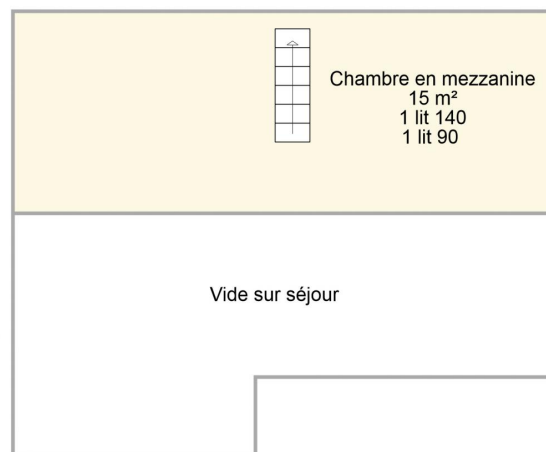 Chambre en mezzanine
15 m²
1 lit 140
1 lit 90
Vide sur séjour